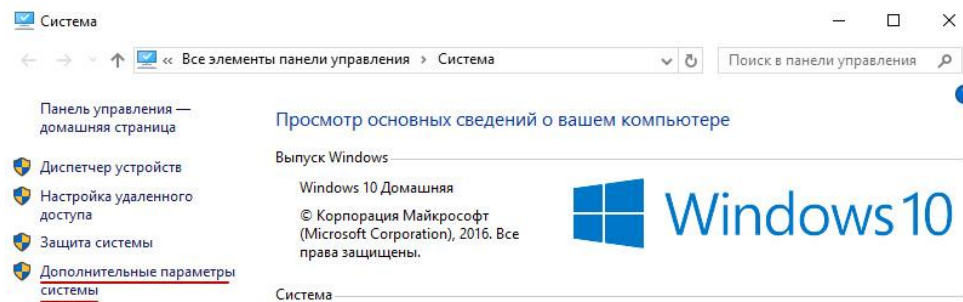 Система
« Все элементы панели управления › Система
Поиск в панели управления
Панель управления —
домашняя страница
Диспетчер устройств
Настройка удаленного
доступа
Защита системы
Дополнительные параметры
системы
Просмотр основных сведений о вашем компьютере
Выпуск Windows
Windows 10 Домашняя
© Корпорация Майкрософт
(Microsoft Corporation), 2016. Все
права защищены.
Windows 10
Система